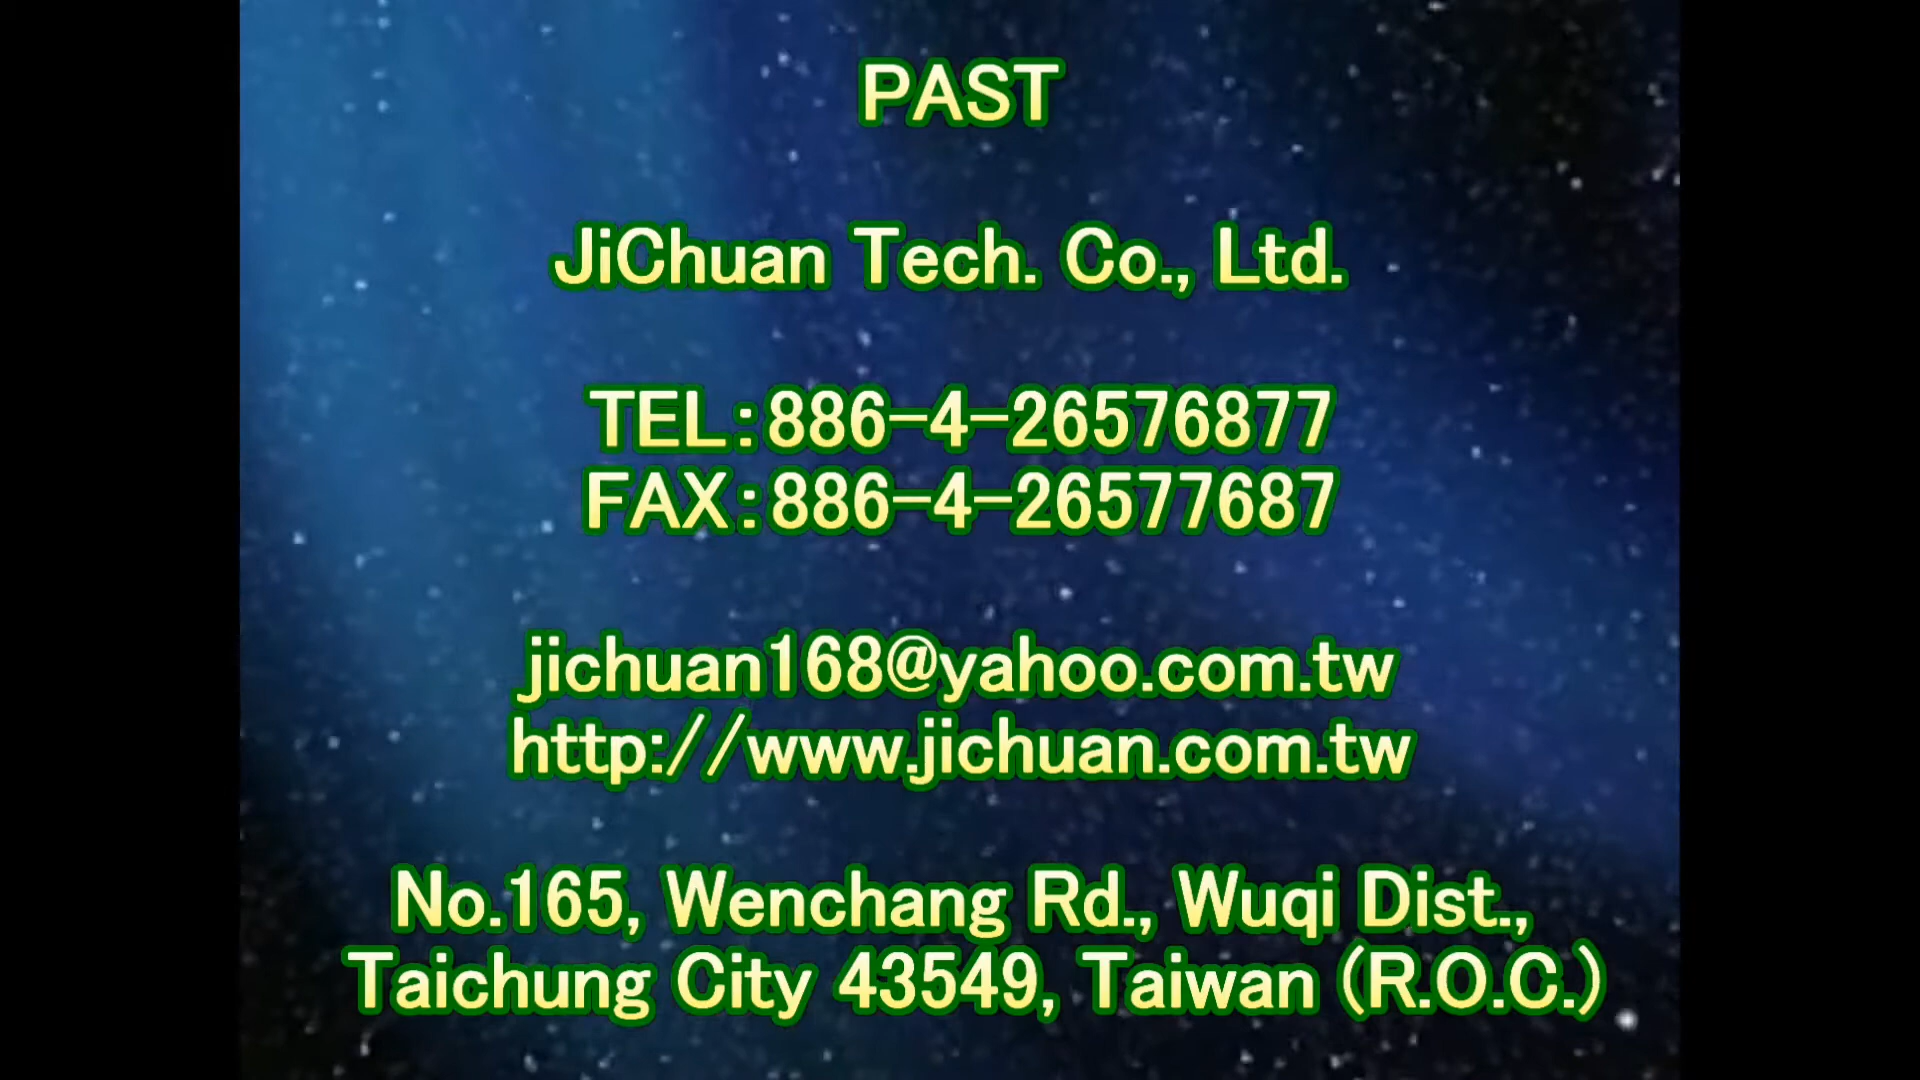 PAST
JiChuan Tech. Co., Ltd.
TEL:886-4-26576877
FAX:886-4-26577687
jichuan168@yahoo.com.tw
http://www.jichuan.com.tw
No.165, Wenchang Rd., Wuqi Dist.,
Taichung City 43549, Taiwan (R.O.C.)